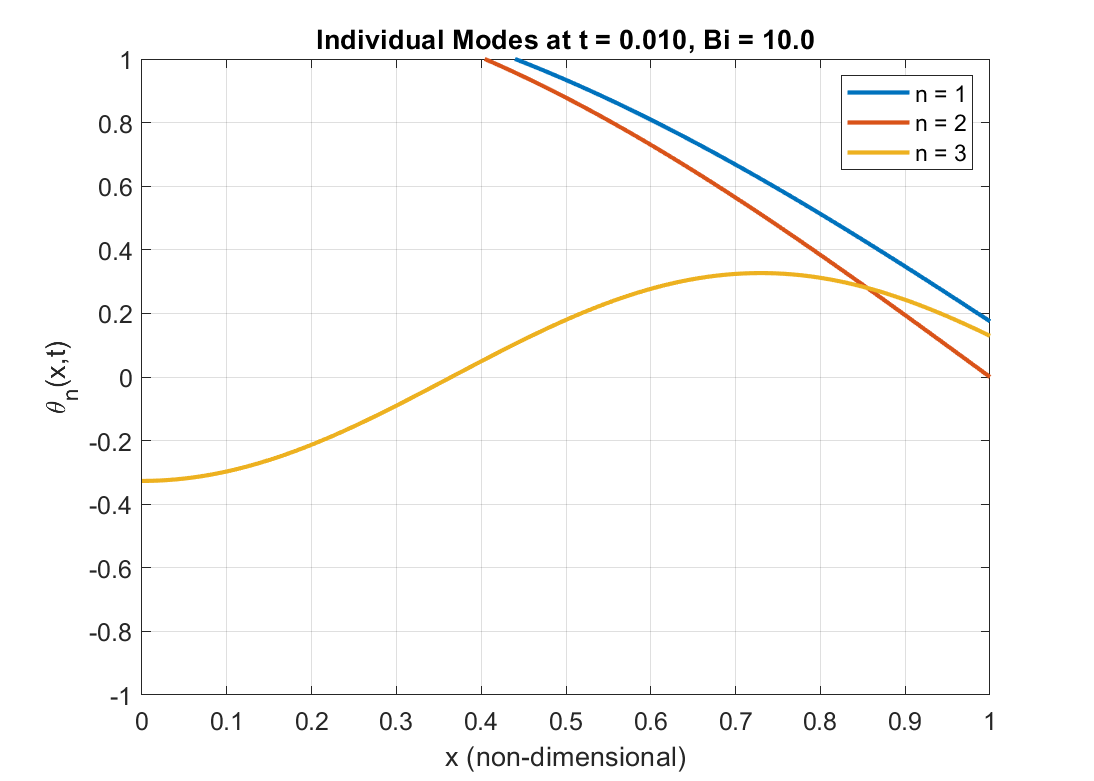 Individual Modes at t = 0.010, Bi = 10.0
n = 1
n = 2
n = 3
1
0.8
0.6
0.4
0.2
0
-0.2
-0.4
-0.6
-0.8
-1
θn(x,t)
0 0.1 0.2 0.3 0.4 0.5 0.6 0.7 0.8 0.9 1
x (non-dimensional)